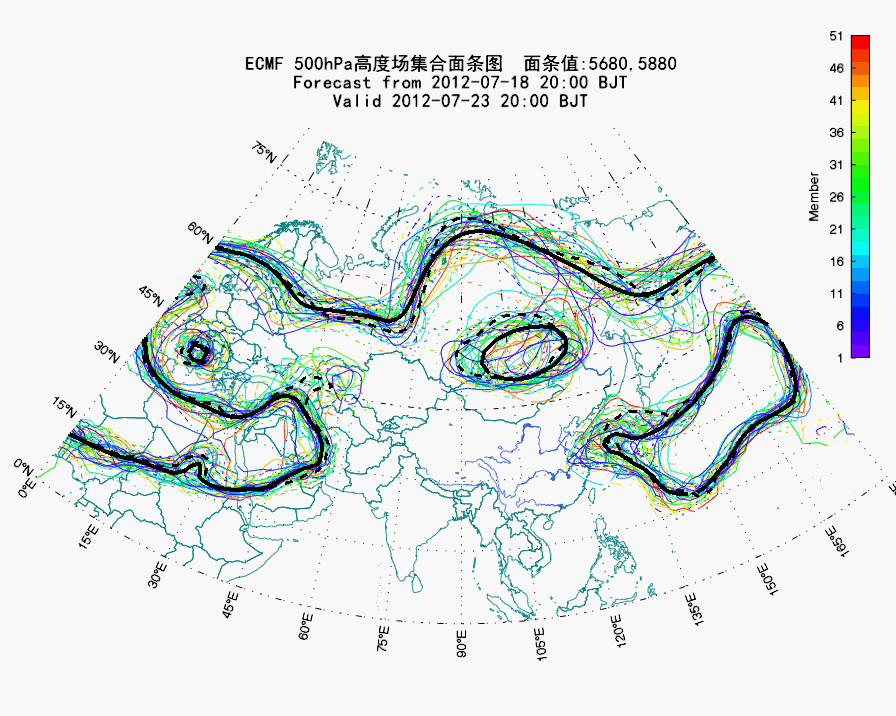 ECMF 500hPa高度场集合面条图 面条值:5680,5880
Forecast from 2012-07-18 20:00 BJT
Valid 2012-07-23 20:00 BJT
51
46
41
36
31
26
21
16
11
6
1
Member
75°N
60°N
45°N
30°N
15°N
0°N
0°E
15°E
30°E
45°E
60°E
75°E
90°E
105°E
120°E
135°E
150°E
165°E